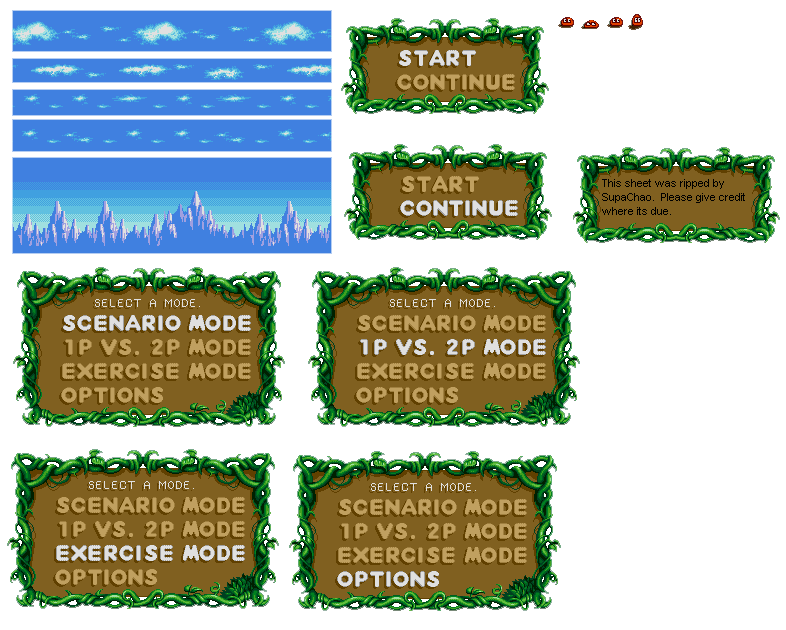 START
CONTINUE
START
CONTINUE
This sheet was ripped by
SupaChao. Please give credit
where its due.
SELECT A MODE.
SCENARIO MODE
1P VS. 2P MODE
EXERCISE MODE
OPTIONS
SELECT A MODE.
SCENARIO MODE
1P VS. 2P MODE
EXERCISE MODE
OPTIONS
SELECT A MODE.
SCENARIO MODE
1P VS. 2P MODE
EXERCISE MODE
OPTIONS
SELECT A MODE.
SCENARIO MODE
1P VS. 2P MODE
EXERCISE MODE
OPTIONS